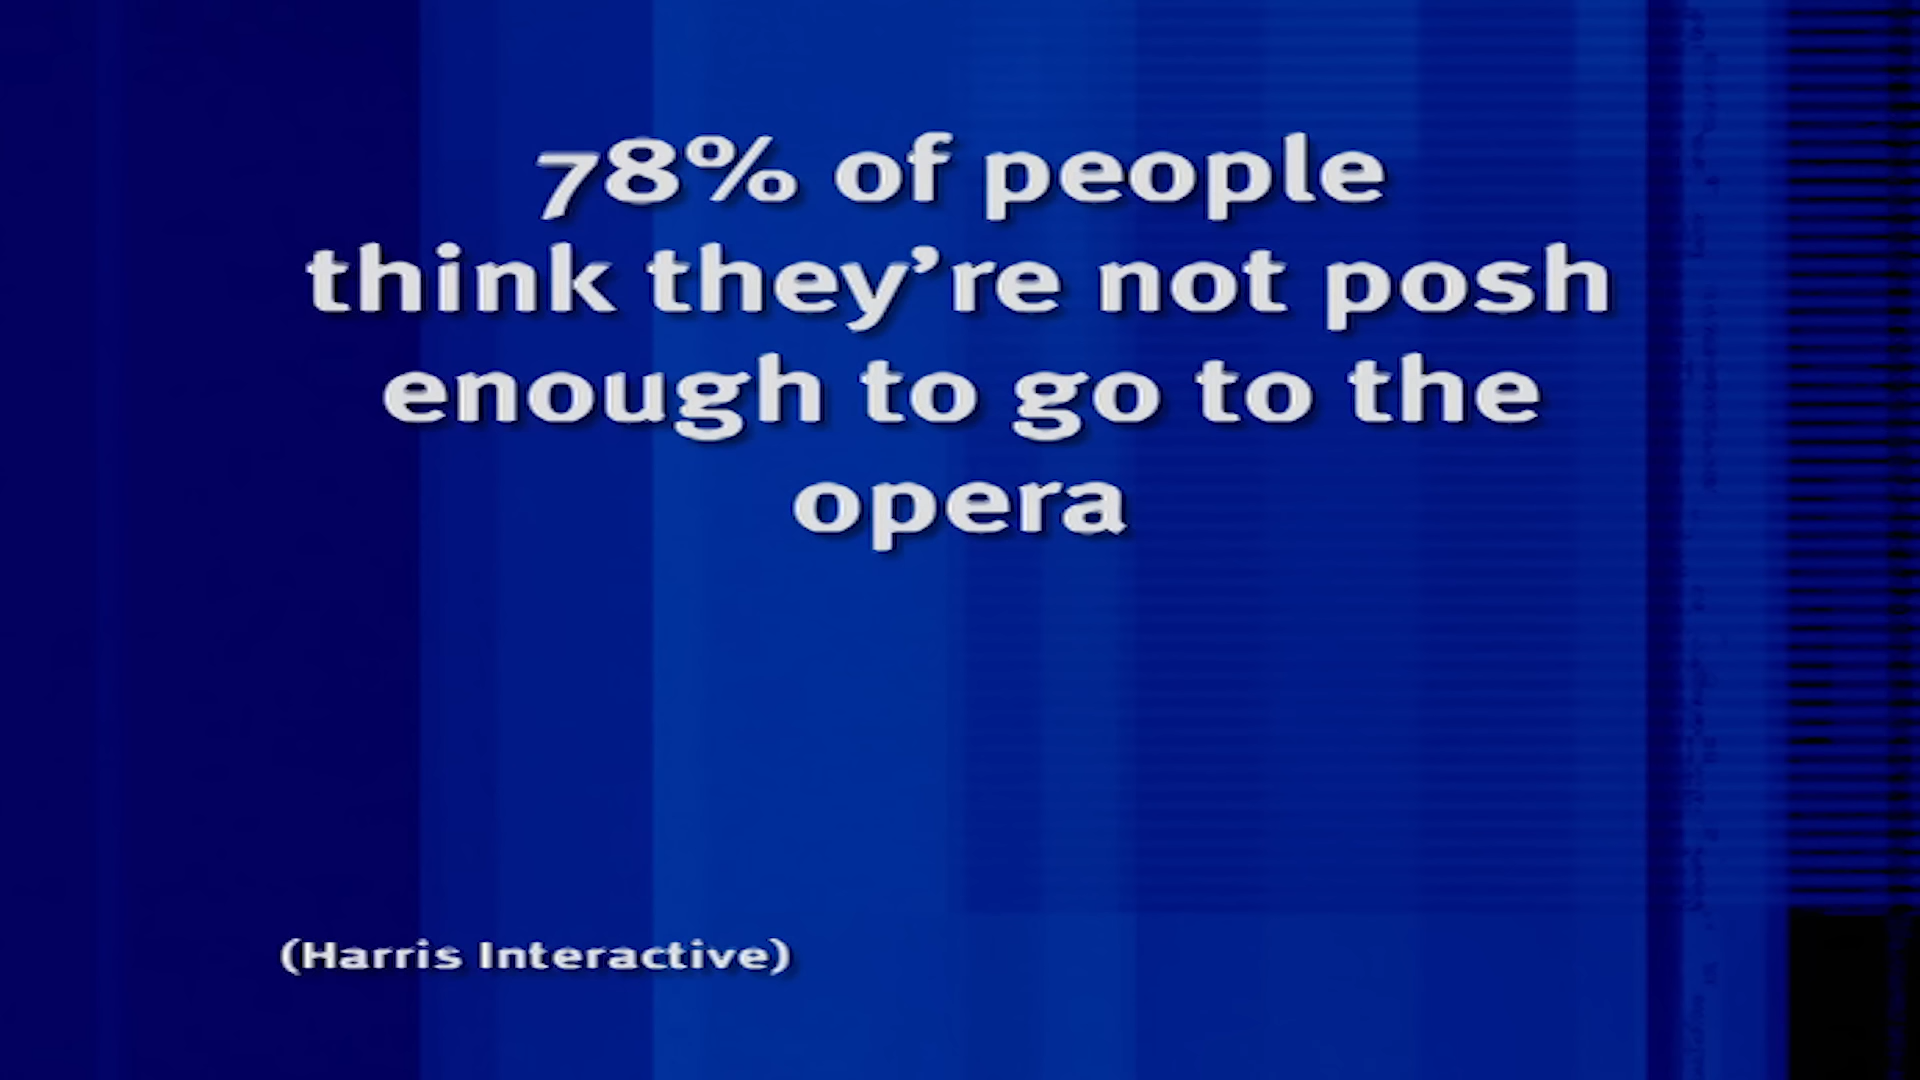 78% of people
think they’re not posh
enough to go to the
opera
(Harris Interactive)